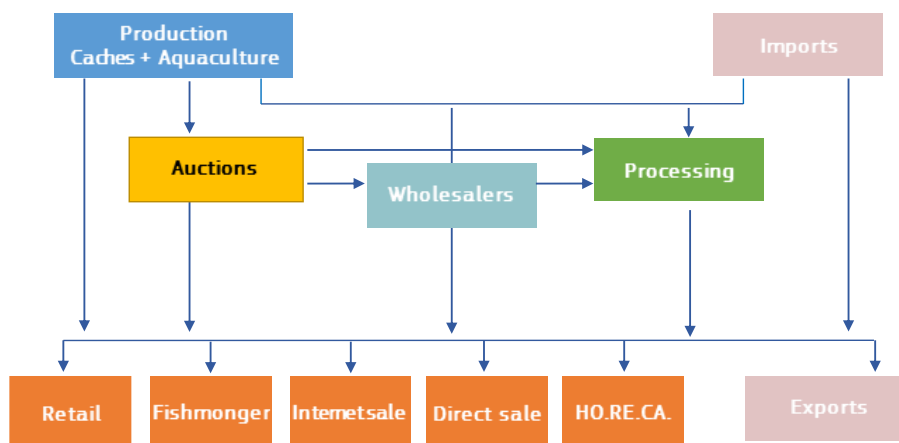 Production
Caches + Aquaculture
Imports
Auctions
Wholesalers
Processing
Retail
Fishmonger
Internetsale
Direct sale
HO.RE.CA.
Exports